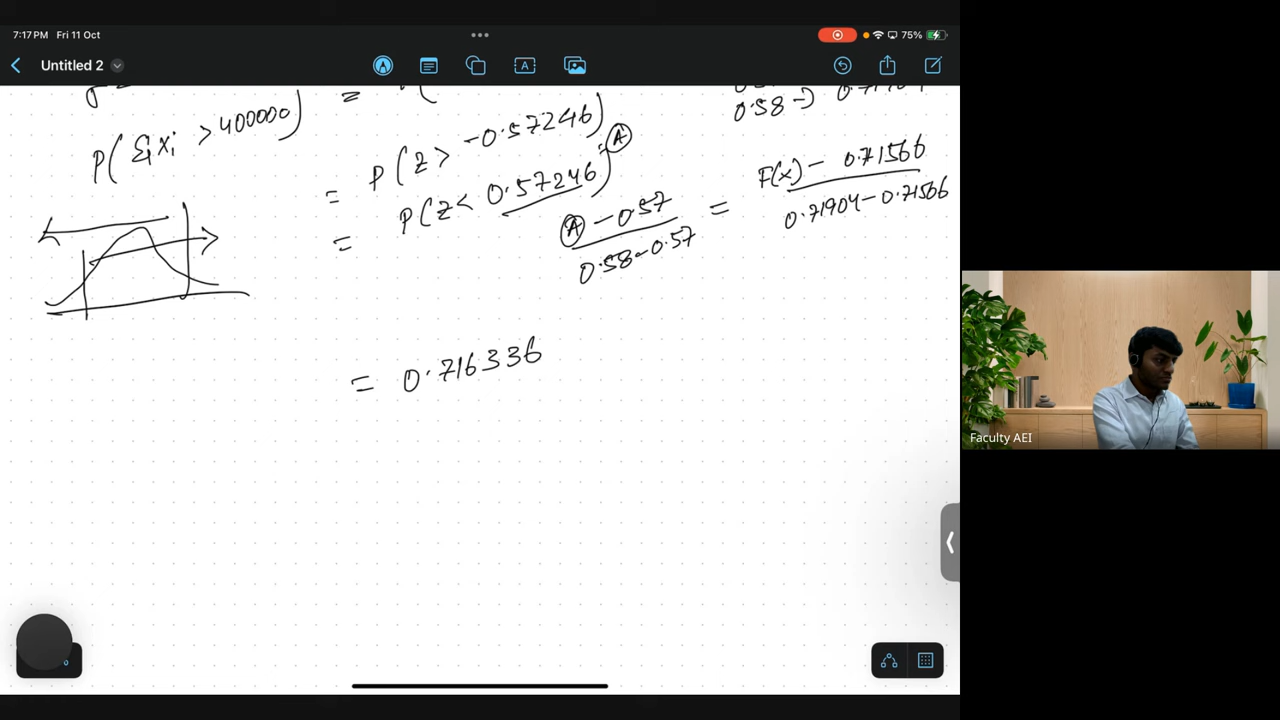 7:17 PM Fri 11 Oct
75%
Untitled 2
A
P(Σxi > 400000)
=
0.58 →
= P(Z > -0.57246)
= P(Z < 0.57246) = A
(A - 0.57) / (0.58 - 0.57) = (F(x) - 0.71566) / (0.71904 - 0.71566)
= 0.716336
Faculty AEI